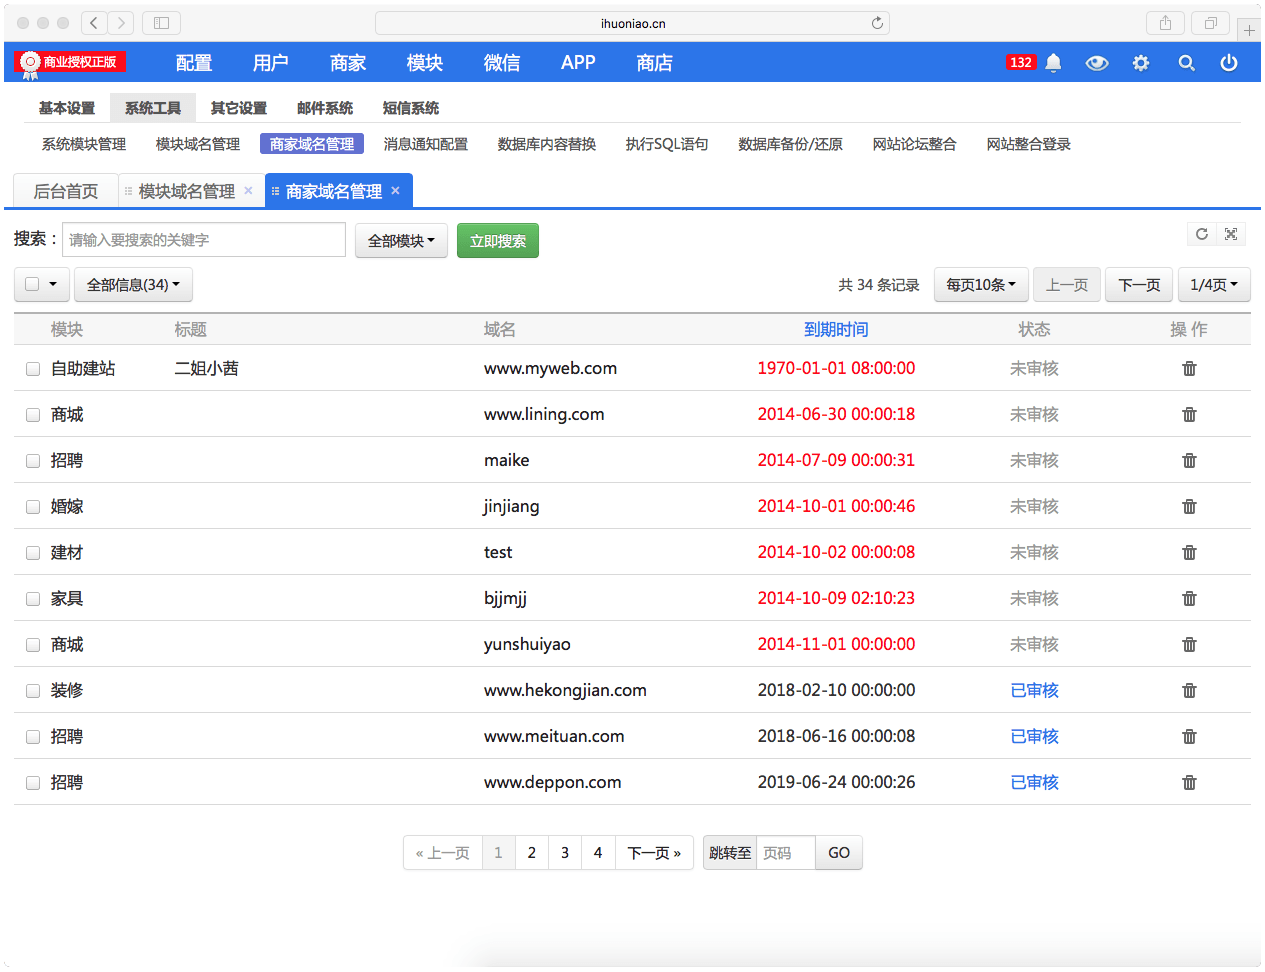 ihuoniao.cn
商业授权正版 配置 用户 商家 模块 微信 APP 商店 132
基本设置 系统工具 其它设置 邮件系统 短信系统
系统模块管理 模块域名管理 商家域名管理 消息通知配置 数据库内容替换 执行SQL语句 数据库备份/还原 网站论坛整合 网站整合登录
后台首页 模块域名管理 × 商家域名管理 ×
搜索： 请输入要搜索的关键字 全部模块 立即搜索
全部信息(34) 共 34 条记录 每页10条 上一页 下一页 1/4页
模块 标题 域名 到期时间 状态 操 作
自助建站 二姐小茜 www.myweb.com 1970-01-01 08:00:00 未审核
商城 www.lining.com 2014-06-30 00:00:18 未审核
招聘 maike 2014-07-09 00:00:31 未审核
婚嫁 jinjiang 2014-10-01 00:00:46 未审核
建材 test 2014-10-02 00:00:08 未审核
家具 bjjmjj 2014-10-09 02:10:23 未审核
商城 yunshuiyao 2014-11-01 00:00:00 未审核
装修 www.hekongjian.com 2018-02-10 00:00:00 已审核
招聘 www.meituan.com 2018-06-16 00:00:08 已审核
招聘 www.deppon.com 2019-06-24 00:00:26 已审核
« 上一页 1 2 3 4 下一页 » 跳转至 页码 GO